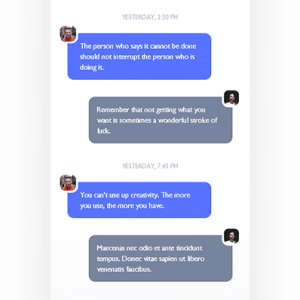 YESTERDAY, 2:30 PM
The person who says it cannot be done
should not interrupt the person who is
doing it.
Remember that not getting what you
want is sometimes a wonderful stroke of
luck.
YESTERDAY, 7:43 PM
You can't use up creativity. The more
you use, the more you have.
Maecenas nec odio et ante tincidunt
tempus. Donec vitae sapien ut libero
venenatis faucibus.